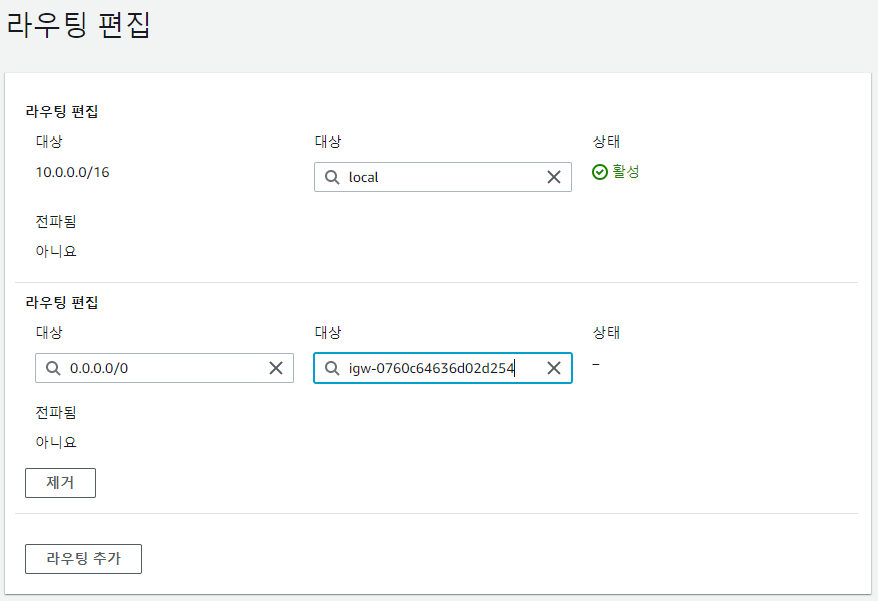 라우팅 편집
라우팅 편집
대상 대상 상태
10.0.0.0/16 local 활성
전파됨
아니요
라우팅 편집
대상 대상 상태
0.0.0.0/0 igw-0760c64636d02d254 –
전파됨
아니요
제거
라우팅 추가